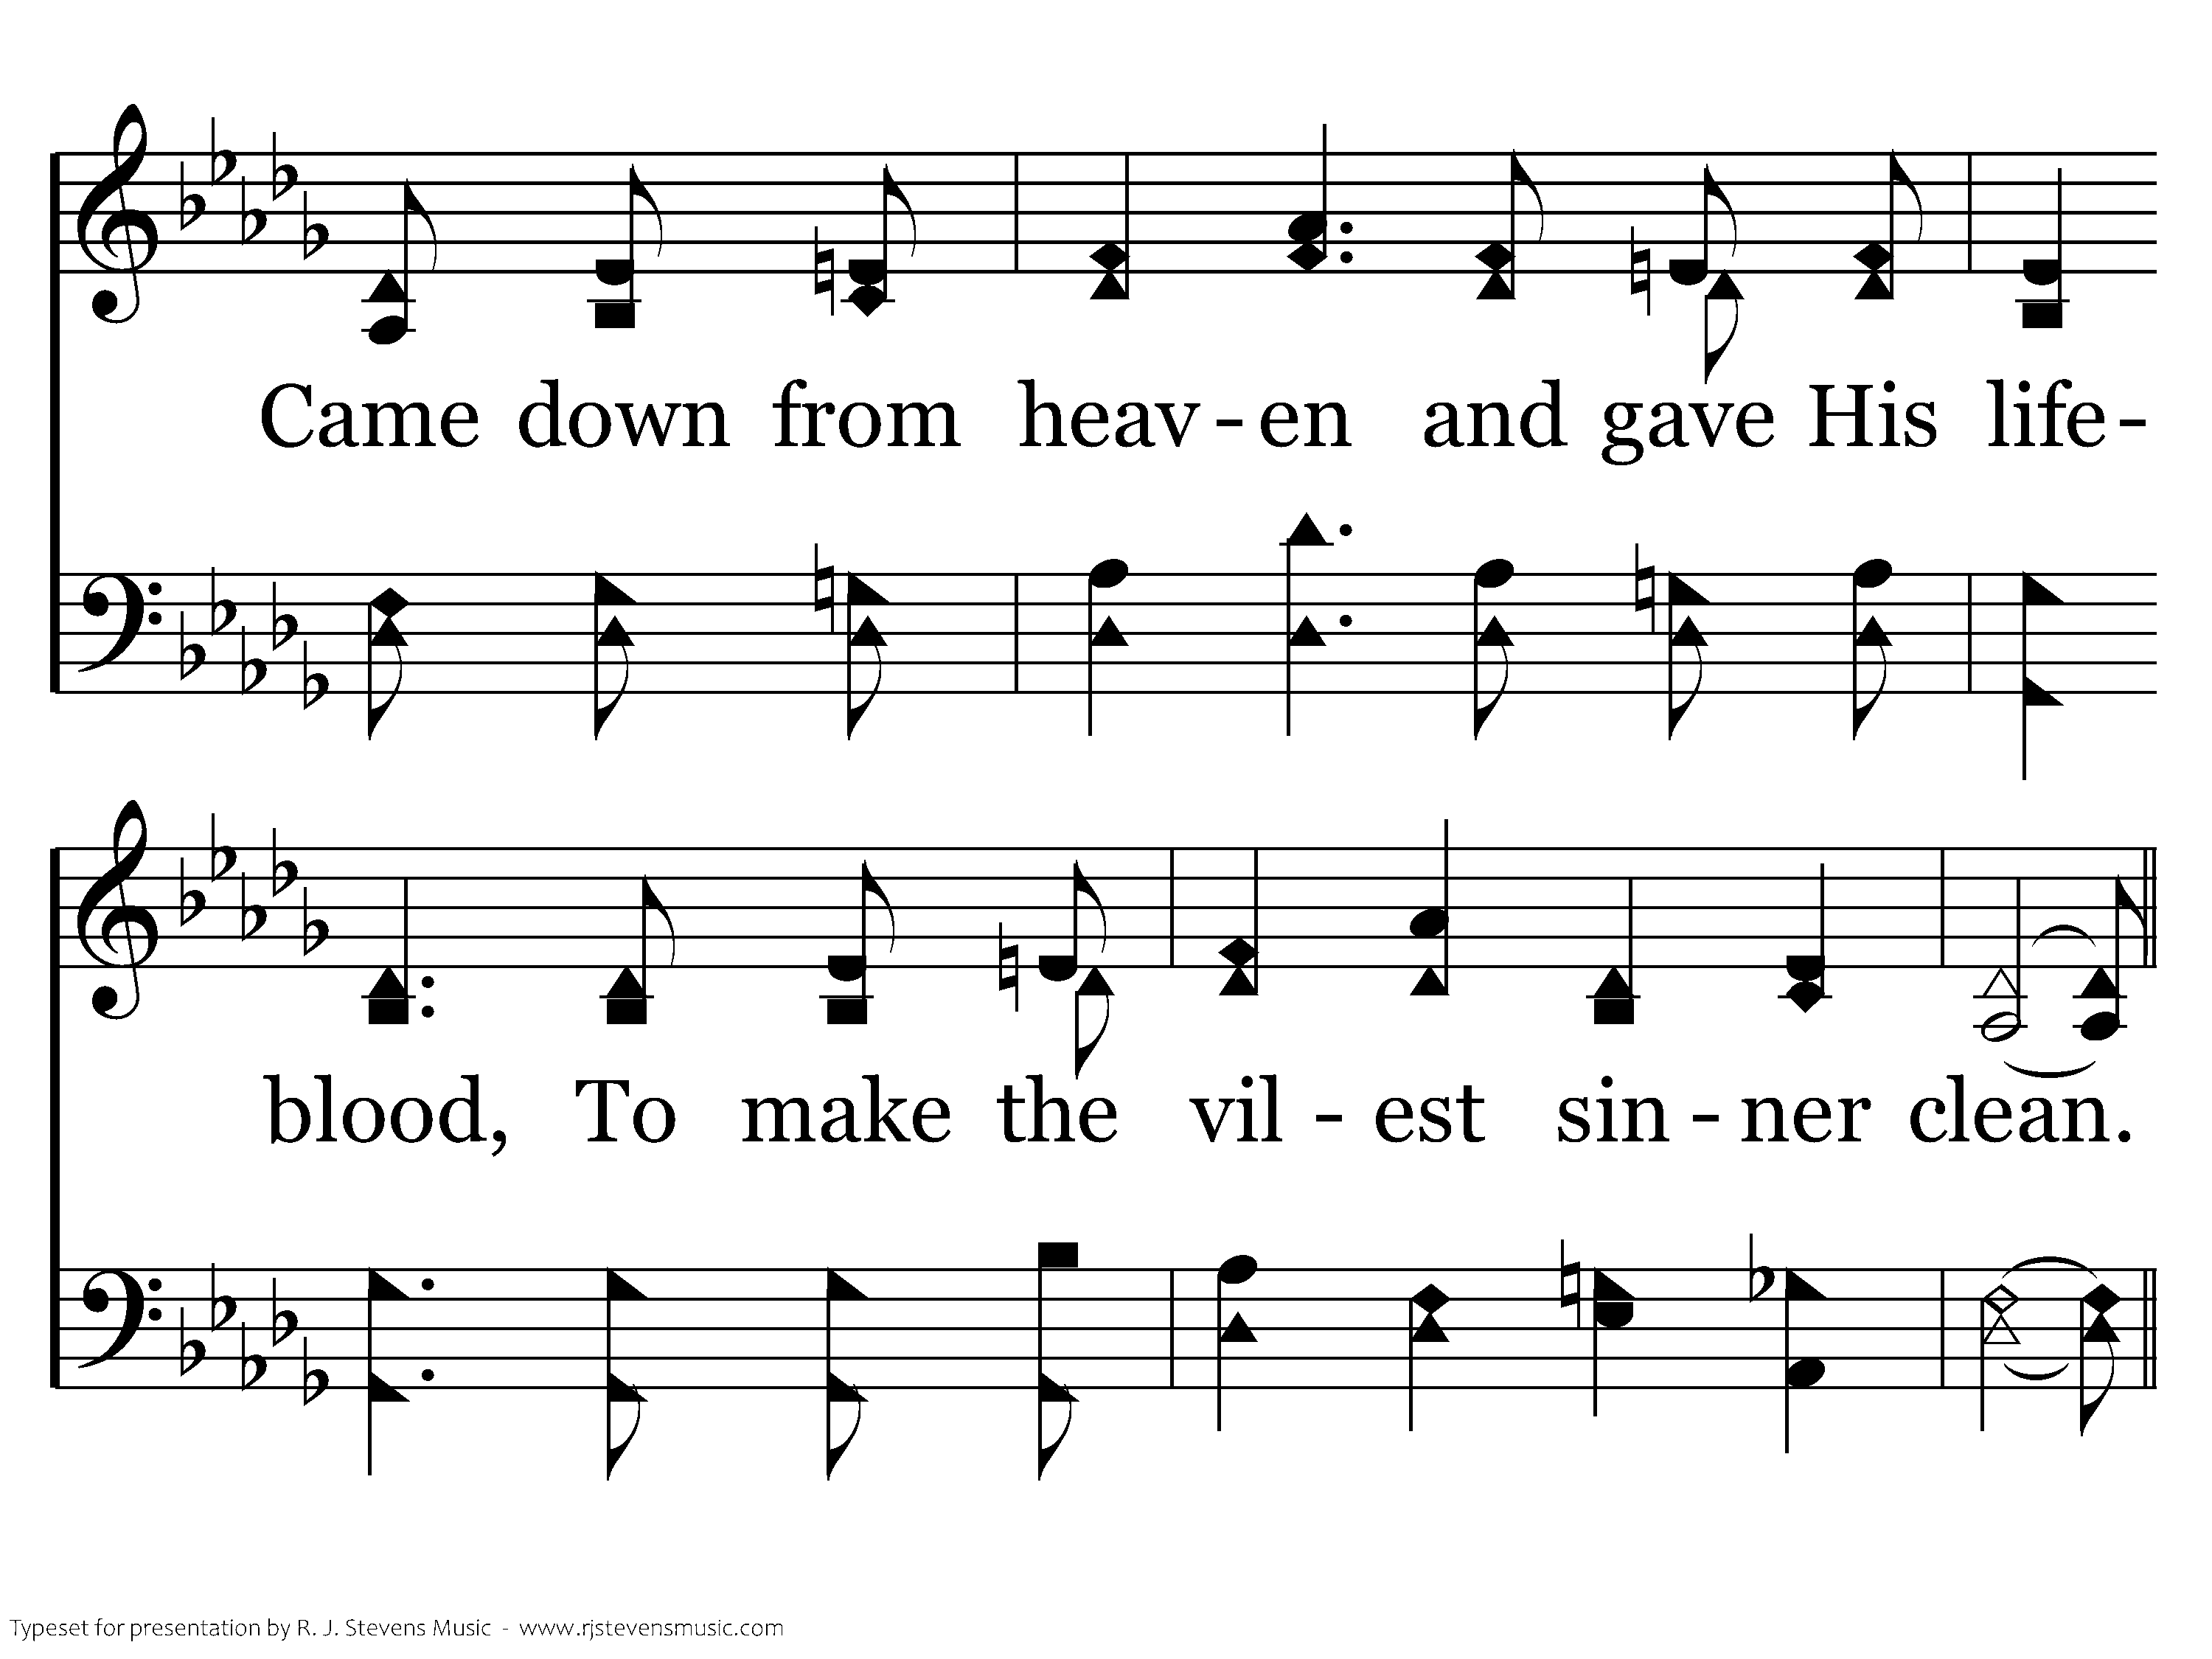 Came down from heav - en and gave His life -
blood, To make the vil - est sin - ner clean.
Typeset for presentation by R. J. Stevens Music - www.rjstevensmusic.com